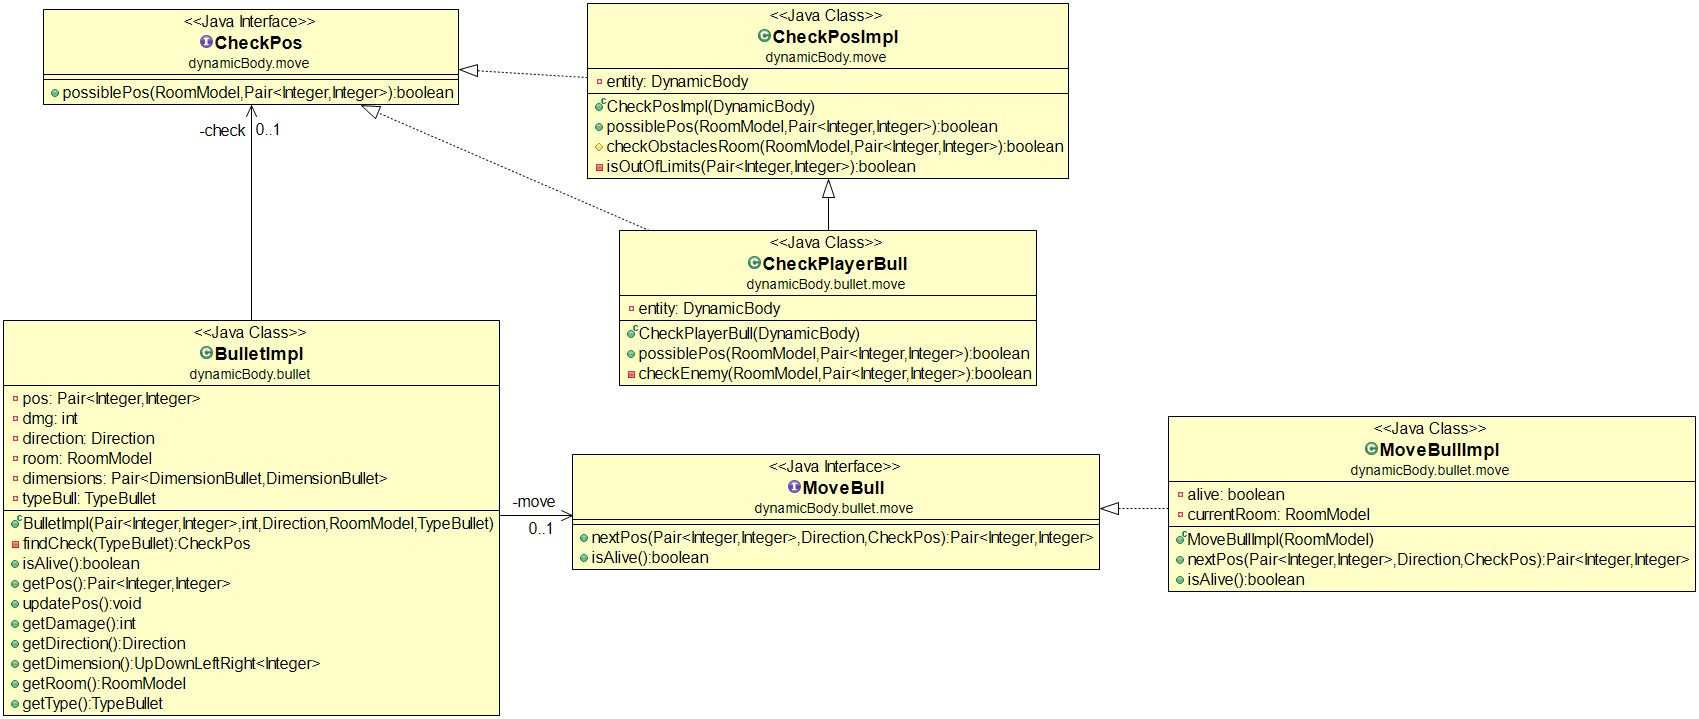 <<Java Interface>>
CheckPos
dynamicBody.move
possiblePos(RoomModel,Pair<Integer,Integer>):boolean
<<Java Class>>
CheckPosImpl
dynamicBody.move
entity: DynamicBody
CheckPosImpl(DynamicBody)
possiblePos(RoomModel,Pair<Integer,Integer>):boolean
checkObstaclesRoom(RoomModel,Pair<Integer,Integer>):boolean
isOutOfLimits(Pair<Integer,Integer>):boolean
-check 0..1
<<Java Class>>
CheckPlayerBull
dynamicBody.bullet.move
entity: DynamicBody
CheckPlayerBull(DynamicBody)
possiblePos(RoomModel,Pair<Integer,Integer>):boolean
checkEnemy(RoomModel,Pair<Integer,Integer>):boolean
<<Java Class>>
BulletImpl
dynamicBody.bullet
pos: Pair<Integer,Integer>
dmg: int
direction: Direction
room: RoomModel
dimensions: Pair<DimensionBullet,DimensionBullet>
typeBull: TypeBullet
BulletImpl(Pair<Integer,Integer>,int,Direction,RoomModel,TypeBullet)
findCheck(TypeBullet):CheckPos
isAlive():boolean
getPos():Pair<Integer,Integer>
updatePos():void
getDamage():int
getDirection():Direction
getDimension():UpDownLeftRight<Integer>
getRoom():RoomModel
getType():TypeBullet
-move
0..1
<<Java Interface>>
MoveBull
dynamicBody.bullet.move
nextPos(Pair<Integer,Integer>,Direction,CheckPos):Pair<Integer,Integer>
isAlive():boolean
<<Java Class>>
MoveBullImpl
dynamicBody.bullet.move
alive: boolean
currentRoom: RoomModel
MoveBullImpl(RoomModel)
nextPos(Pair<Integer,Integer>,Direction,CheckPos):Pair<Integer,Integer>
isAlive():boolean